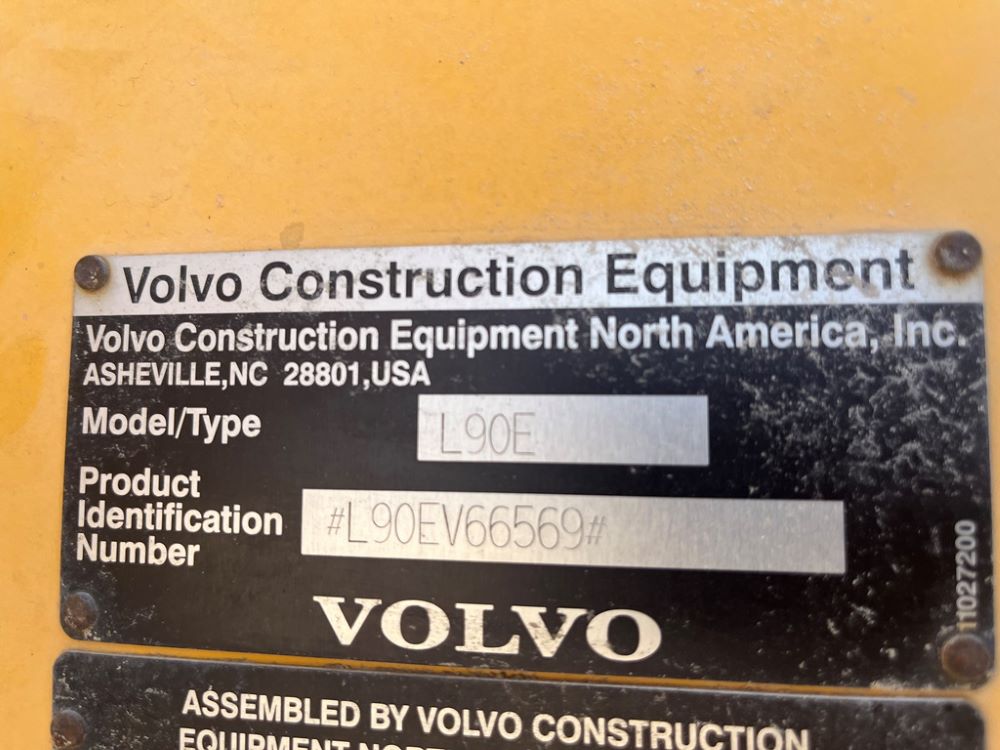 Volvo Construction Equipment
Volvo Construction Equipment North America, Inc.
ASHEVILLE,NC 28801,USA
Model/Type L90E
Product
Identification
Number
#L90EV66569#
VOLVO
11027200
ASSEMBLED BY VOLVO CONSTRUCTION
EQUIPMENT